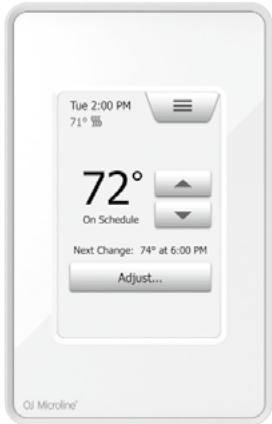 Tue 2:00 PM
71°
72°
On Schedule
Next Change: 74° at 6:00 PM
Adjust...
OJ Microline®